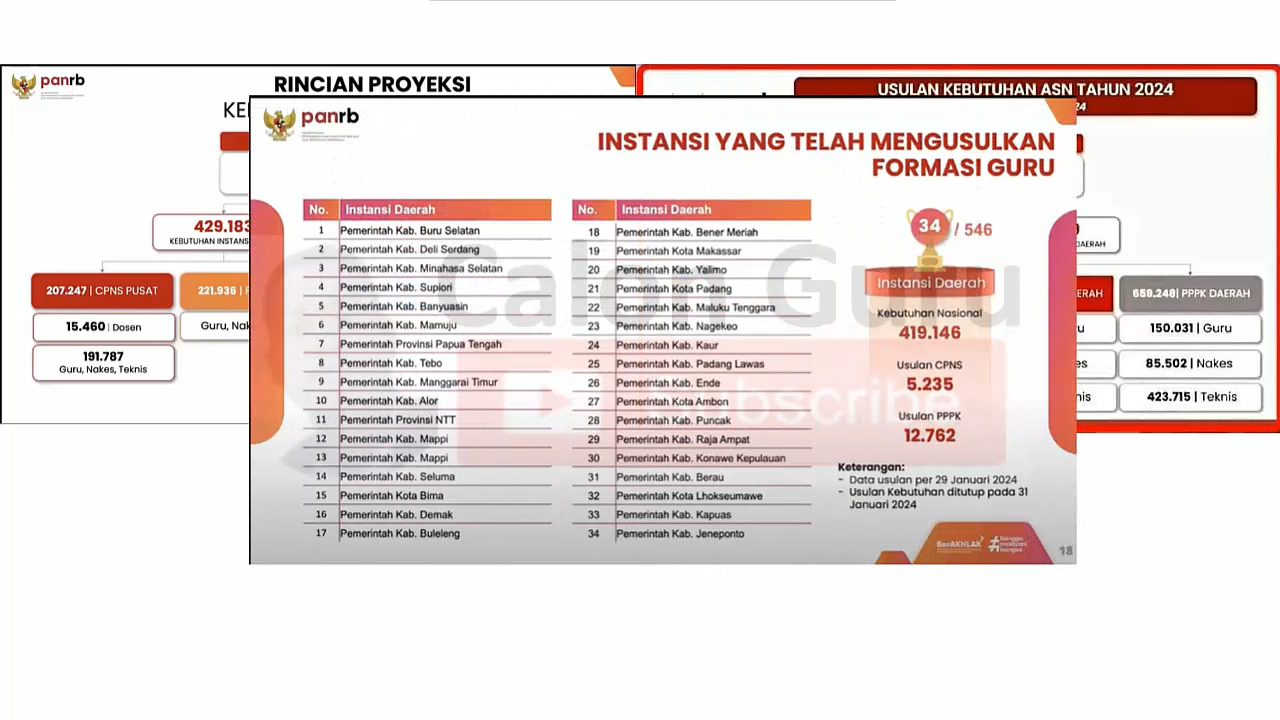 panrb
RINCIAN PROYEKSI
429.183
207.247 | CPNS PUSAT
221.936 |
15.460 | Dosen
191.787
Guru, Nakes, Teknis
USULAN KEBUTUHAN ASN TAHUN 2024
659.248| PPPK DAERAH
150.031 | Guru
85.502 | Nakes
423.715 | Teknis
panrb
INSTANSI YANG TELAH MENGUSULKAN
FORMASI GURU
No. Instansi Daerah
1 Pemerintah Kab. Buru Selatan
2 Pemerintah Kab. Deli Serdang
3 Pemerintah Kab. Minahasa Selatan
4 Pemerintah Kab. Supiori
5 Pemerintah Kab. Banyuasin
6 Pemerintah Kab. Mamuju
7 Pemerintah Provinsi Papua Tengah
8 Pemerintah Kab. Tebo
9 Pemerintah Kab. Manggarai Timur
10 Pemerintah Kab. Alor
11 Pemerintah Provinsi NTT
12 Pemerintah Kab. Mappi
13 Pemerintah Kab. Mappi
14 Pemerintah Kab. Seluma
15 Pemerintah Kota Bima
16 Pemerintah Kab. Demak
17 Pemerintah Kab. Buleleng
No. Instansi Daerah
18 Pemerintah Kab. Bener Meriah
19 Pemerintah Kota Makassar
20 Pemerintah Kab. Yalimo
21 Pemerintah Kota Padang
22 Pemerintah Kab. Maluku Tenggara
23 Pemerintah Kab. Nagekeo
24 Pemerintah Kab. Kaur
25 Pemerintah Kab. Padang Lawas
26 Pemerintah Kab. Ende
27 Pemerintah Kota Ambon
28 Pemerintah Kab. Puncak
29 Pemerintah Kab. Raja Ampat
30 Pemerintah Kab. Konawe Kepulauan
31 Pemerintah Kab. Berau
32 Pemerintah Kota Lhokseumawe
33 Pemerintah Kab. Kapuas
34 Pemerintah Kab. Jeneponto
34 / 546
Instansi Daerah
Kebutuhan Nasional
419.146
Usulan CPNS
5.235
Usulan PPPK
12.762
Keterangan:
- Data usulan per 29 Januari 2024
- Usulan Kebutuhan ditutup pada 31
Januari 2024
BerAKHLAK
#bangga
melayani
bangsa
18
Calon Guru
Subscribe